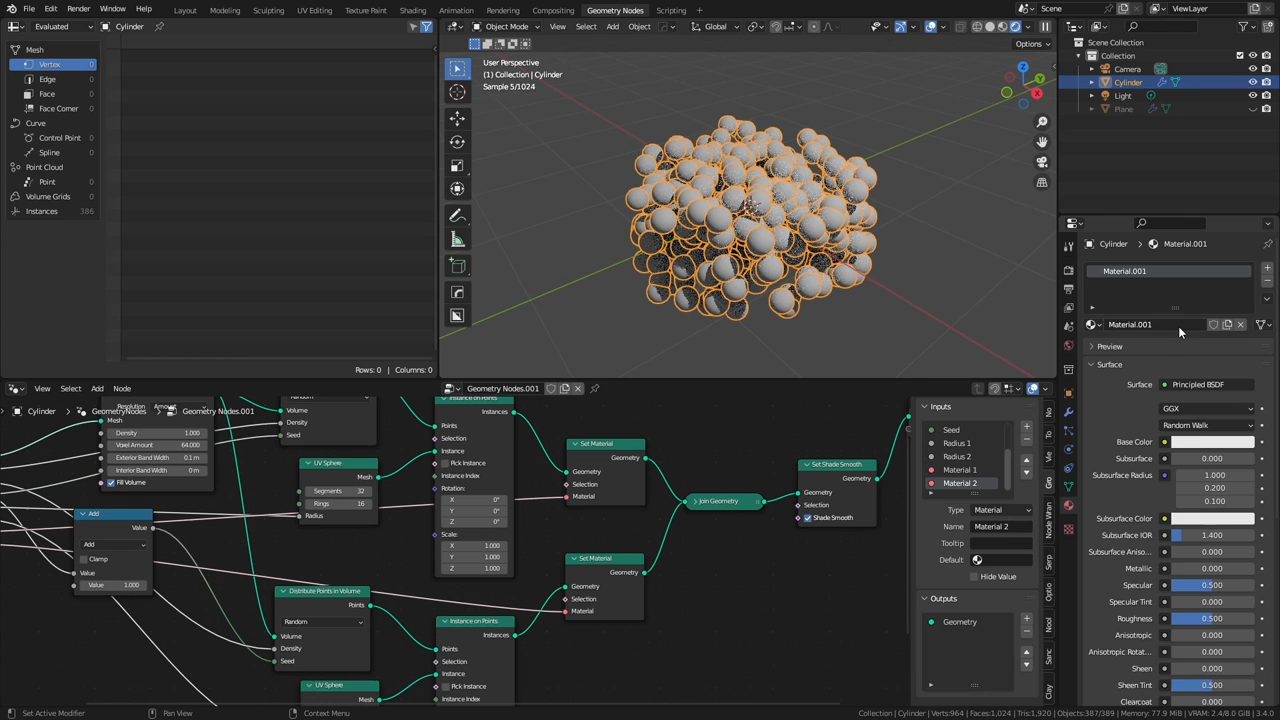 File Edit Render Window Help Layout Modeling Sculpting UV Editing Texture Paint Shading Animation Rendering Compositing Geometry Nodes Scripting Scene ViewLayer
Evaluated Cylinder
Mesh
Vertex 0
Edge 0
Face 0
Face Corner 0
Curve
Control Point 0
Spline 0
Point Cloud
Point 0
Volume Grids 0
Instances 386
Rows: 0 | Columns: 0
Object Mode View Select Add Object Global
Options
User Perspective
(1) Collection | Cylinder
Sample 5/1024
Z
Y
X
Scene Collection
Collection
Camera
Cylinder
Light
Plane
Cylinder Material.001
Material.001
Material.001
Preview
Surface
Surface Principled BSDF
GGX
Random Walk
Base Color
Subsurface 0.000
Subsurface Radius 1.000
0.200
0.100
Subsurface Color
Subsurface IOR 1.400
Subsurface Aniso... 0.000
Metallic 0.000
Specular 0.500
Specular Tint 0.000
Roughness 0.500
Anisotropic 0.000
Anisotropic Rotat... 0.000
Sheen 0.000
Sheen Tint 0.500
Clearcoat 0.000
View Select Add Node Geometry Nodes.001
Cylinder GeometryNodes Geometry Nodes.001
Resolution Amount
Mesh
Density 1.000
Voxel Amount 64.000
Exterior Band Width 0.1 m
Interior Band Width 0 m
Fill Volume
Random
Volume
Density
Seed
UV Sphere
Mesh
Segments 32
Rings 16
Radius
Add
Value
Add
Clamp
Value
Value 1.000
Distribute Points in Volume
Points
Random
Volume
Density
Seed
UV Sphere
Mesh
Instance on Points
Instances
Points
Selection
Instance
Pick Instance
Instance Index
Rotation:
X 0°
Y 0°
Z 0°
Scale:
X 1.000
Y 1.000
Z 1.000
Instance on Points
Instances
Points
Selection
Instance
Pick Instance
Instance Index
Set Material
Geometry
Geometry
Selection
Material
Set Material
Geometry
Geometry
Selection
Material
Join Geometry
Set Shade Smooth
Geometry
Geometry
Selection
Shade Smooth
Inputs
Seed
Radius 1
Radius 2
Material 1
Material 2
Type Material
Name Material 2
Tooltip
Default
Hide Value
Outputs
Geometry
No
To
Vie
Gro
Node Wran
Serp
Optio
Nool
Sanc
Clay
Set Active Modifier Pan View Context Menu Collection | Cylinder | Verts:964 | Faces:1,024 | Tris:1,920 | Objects:387/389 | Memory: 77.9 MiB | VRAM: 2.4/8.0 GiB | 3.4.0